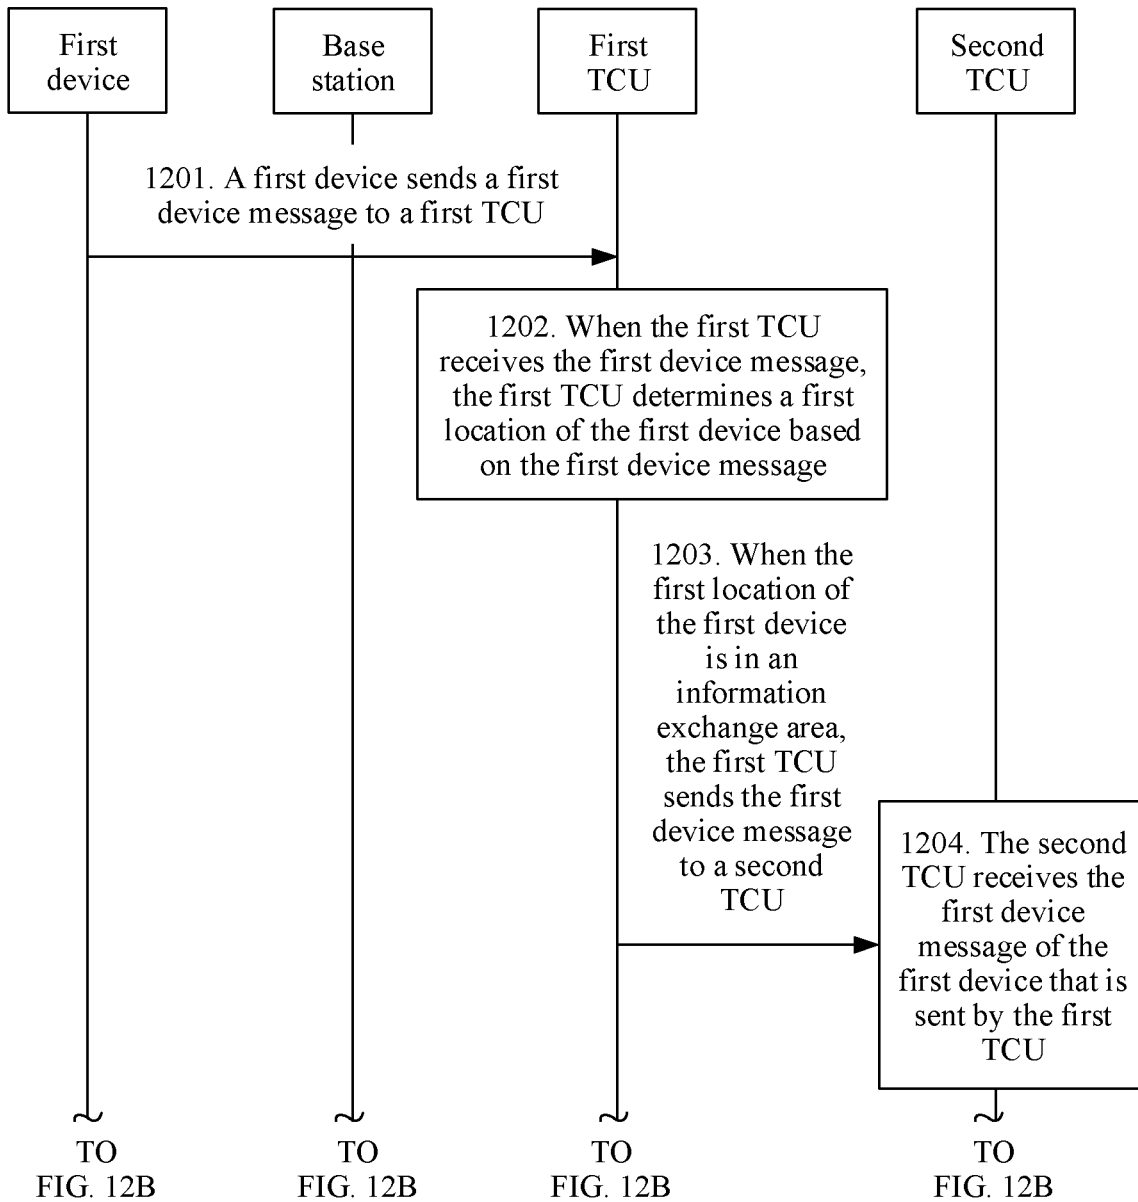 First
device
Base
station
First
TCU
Second
TCU
1201. A first device sends a first
device message to a first TCU
1202. When the first TCU
receives the first device message,
the first TCU determines a first
location of the first device based
on the first device message
1203. When the
first location of
the first device
is in an
information
exchange area,
the first TCU
sends the first
device message
to a second
TCU
1204. The second
TCU receives the
first device
message of the
first device that is
sent by the first
TCU
TO
FIG. 12B
TO
FIG. 12B
TO
FIG. 12B
TO
FIG. 12B